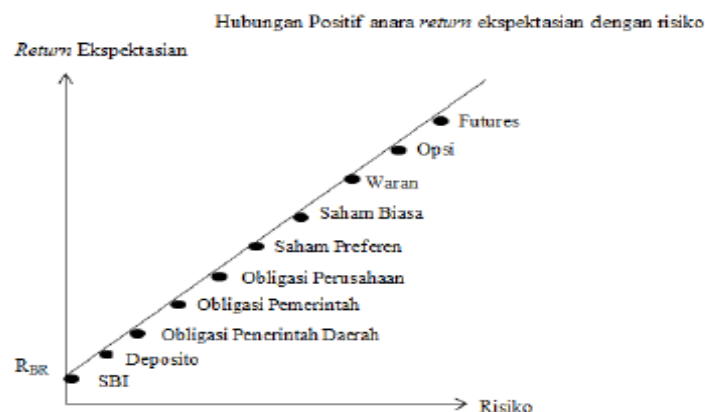 Hubungan Positif anara return ekspektasian dengan risiko
Return Ekspektasian
Futures
Opsi
Waran
Saham Biasa
Saham Preferen
Obligasi Perusahaan
Obligasi Pemerintah
Obligasi Penerintah Daerah
Deposito
R_BR
SBI
Risiko